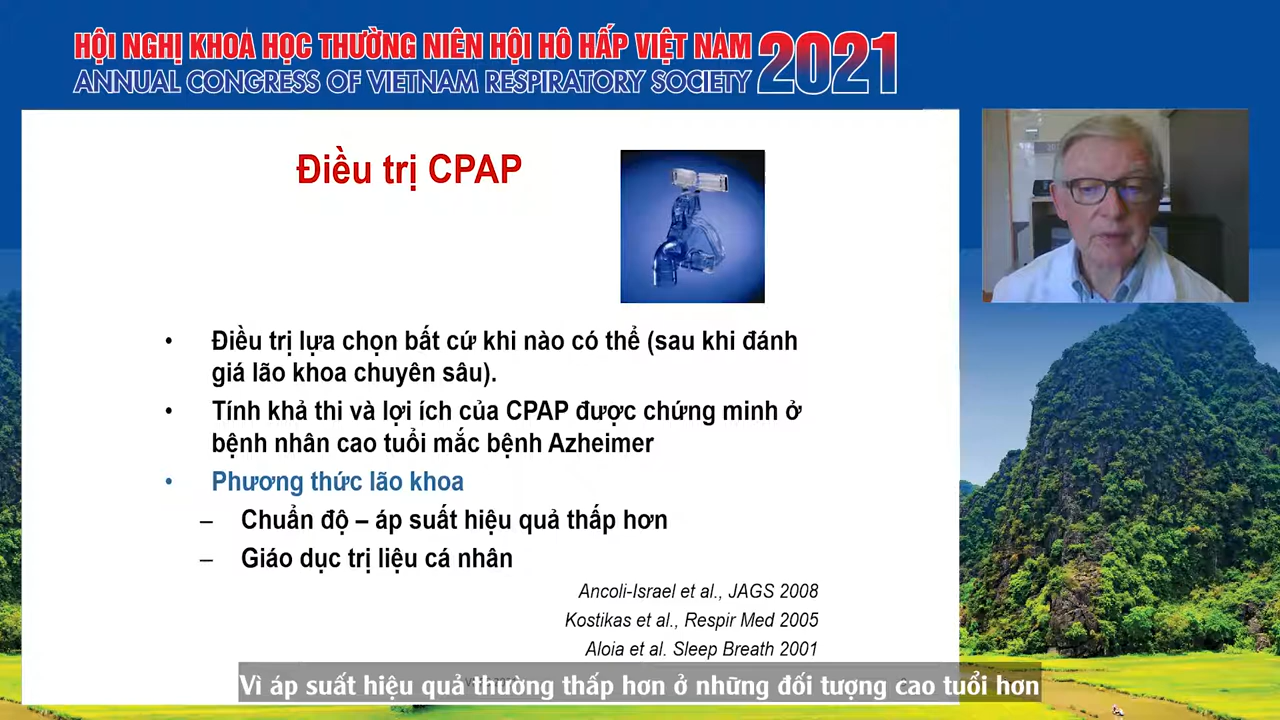 HỘI NGHỊ KHOA HỌC THƯỜNG NIÊN HỘI HÔ HẤP VIỆT NAM 2021
ANNUAL CONGRESS OF VIETNAM RESPIRATORY SOCIETY
Điều trị CPAP
• Điều trị lựa chọn bất cứ khi nào có thể (sau khi đánh
giá lão khoa chuyên sâu).
• Tính khả thi và lợi ích của CPAP được chứng minh ở
bệnh nhân cao tuổi mắc bệnh Azheimer
• Phương thức lão khoa
– Chuẩn độ – áp suất hiệu quả thấp hơn
– Giáo dục trị liệu cá nhân
Ancoli-Israel et al., JAGS 2008
Kostikas et al., Respir Med 2005
Aloia et al. Sleep Breath 2001
Vì áp suất hiệu quả thường thấp hơn ở những đối tượng cao tuổi hơn